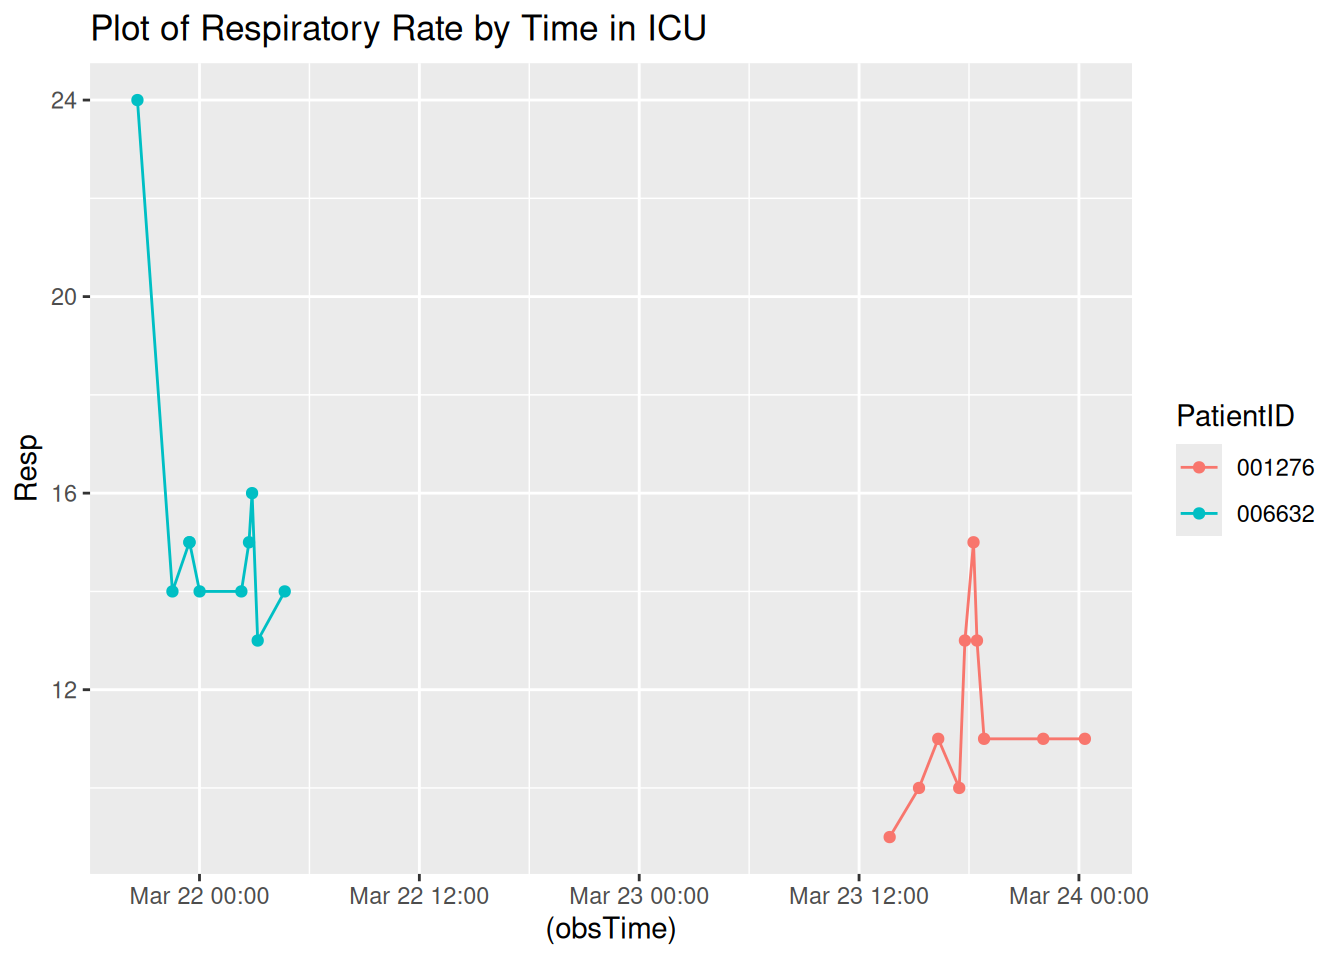 Plot of Respiratory Rate by Time in ICU
24
20
16
12
Resp
Mar 22 00:00 Mar 22 12:00 Mar 23 00:00 Mar 23 12:00 Mar 24 00:00
(obsTime)
PatientID
001276
006632